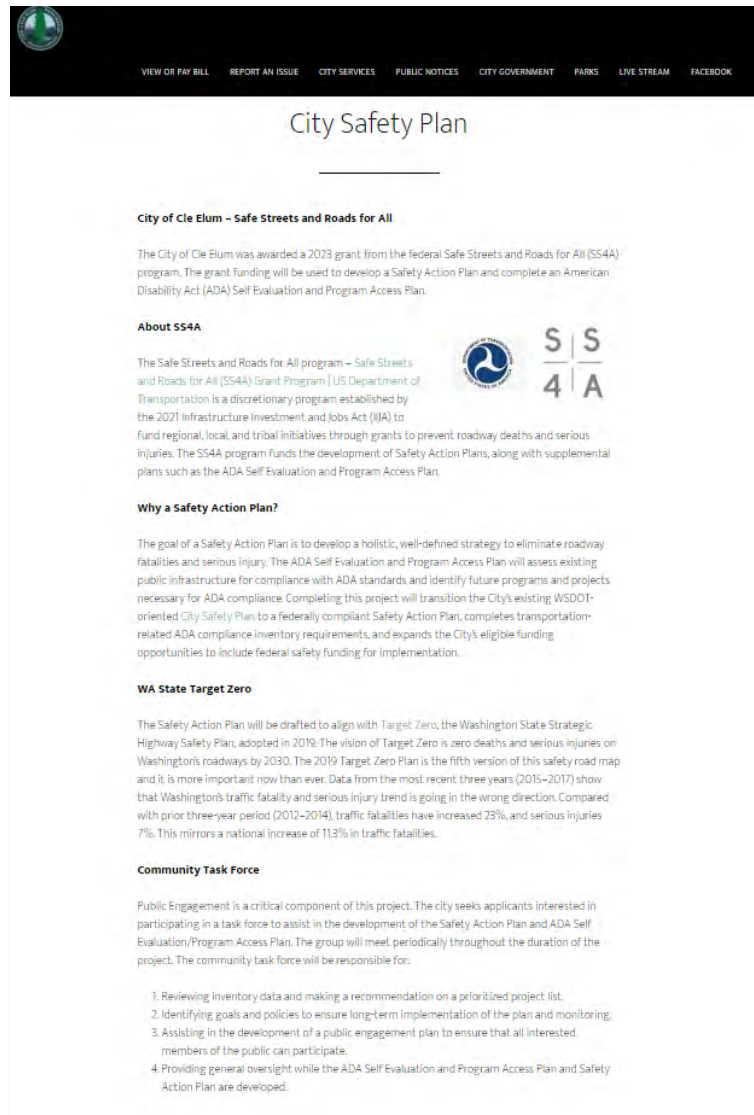 VIEW OR PAY BILL REPORT AN ISSUE CITY SERVICES PUBLIC NOTICES CITY GOVERNMENT PARKS LIVE STREAM FACEBOOK
City Safety Plan
City of Cle Elum – Safe Streets and Roads for All
The City of Cle Elum was awarded a 2023 grant from the federal Safe Streets and Roads for All (SS4A)
program. The grant funding will be used to develop a Safety Action Plan and complete an American
Disability Act (ADA) Self Evaluation and Program Access Plan.
About SS4A
The Safe Streets and Roads for All program – Safe Streets
and Roads for All (SS4A) Grant Program | US Department of
Transportation is a discretionary program established by
the 2021 Infrastructure Investment and Jobs Act (IIJA) to
fund regional, local, and tribal initiatives through grants to prevent roadway deaths and serious
injuries. The SS4A program funds the development of Safety Action Plans, along with supplemental
plans such as the ADA Self Evaluation and Program Access Plan.
DEPARTMENT OF TRANSPORTATION
UNITED STATES OF AMERICA
S S
4 A
Why a Safety Action Plan?
The goal of a Safety Action Plan is to develop a holistic, well-defined strategy to eliminate roadway
fatalities and serious injury. The ADA Self Evaluation and Program Access Plan will assess existing
public infrastructure for compliance with ADA standards and identify future programs and projects
necessary for ADA compliance. Completing this project will transition the City's existing WSDOT-
oriented City Safety Plan to a federally compliant Safety Action Plan, completes transportation-
related ADA compliance inventory requirements, and expands the City's eligible funding
opportunities to include federal safety funding for implementation.
WA State Target Zero
The Safety Action Plan will be drafted to align with Target Zero, the Washington State Strategic
Highway Safety Plan, adopted in 2019. The vision of Target Zero is zero deaths and serious injuries on
Washington's roadways by 2030. The 2019 Target Zero Plan is the fifth version of this safety road map
and it is more important now than ever. Data from the most recent three years (2015–2017) show
that Washington's traffic fatality and serious injury trend is going in the wrong direction. Compared
with prior three-year period (2012–2014), traffic fatalities have increased 23%, and serious injuries
7%. This mirrors a national increase of 11.3% in traffic fatalities.
Community Task Force
Public Engagement is a critical component of this project. The city seeks applicants interested in
participating in a task force to assist in the development of the Safety Action Plan and ADA Self
Evaluation/Program Access Plan. The group will meet periodically throughout the duration of the
project. The community task force will be responsible for:
1. Reviewing inventory data and making a recommendation on a prioritized project list.
2. Identifying goals and policies to ensure long-term implementation of the plan and monitoring.
3. Assisting in the development of a public engagement plan to ensure that all interested
members of the public can participate.
4. Providing general oversight while the ADA Self Evaluation and Program Access Plan and Safety
Action Plan are developed.